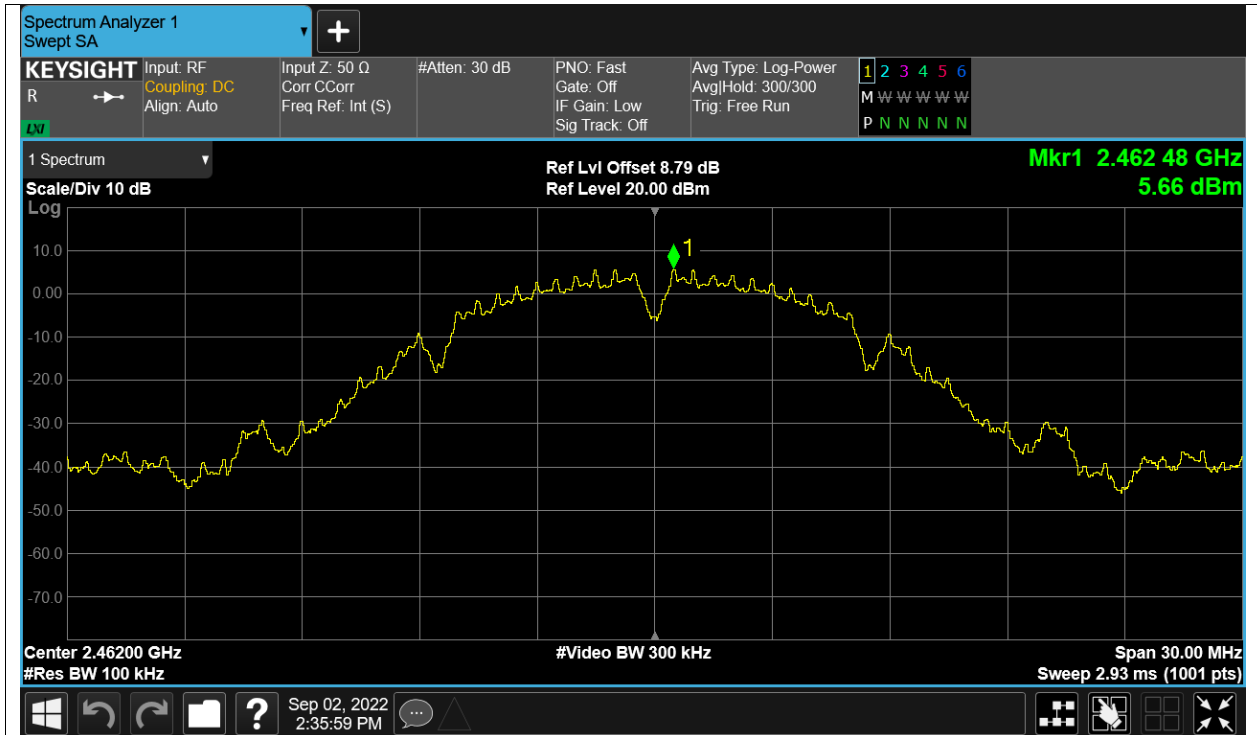 Spectrum Analyzer 1
Swept SA
+
KEYSIGHT
R
LXI
Input: RF
Coupling: DC
Align: Auto
Input Z: 50 Ω
Corr CCorr
Freq Ref: Int (S)
#Atten: 30 dB
PNO: Fast
Gate: Off
IF Gain: Low
Sig Track: Off
Avg Type: Log-Power
Avg|Hold: 300/300
Trig: Free Run
1 2 3 4 5 6
M W W W W W
P N N N N N
1 Spectrum
Scale/Div 10 dB
Log
Ref Lvl Offset 8.79 dB
Ref Level 20.00 dBm
Mkr1 2.462 48 GHz
5.66 dBm
1
10.0
0.00
-10.0
-20.0
-30.0
-40.0
-50.0
-60.0
-70.0
Center 2.46200 GHz
#Res BW 100 kHz
#Video BW 300 kHz
Span 30.00 MHz
Sweep 2.93 ms (1001 pts)
?
Sep 02, 2022
2:35:59 PM